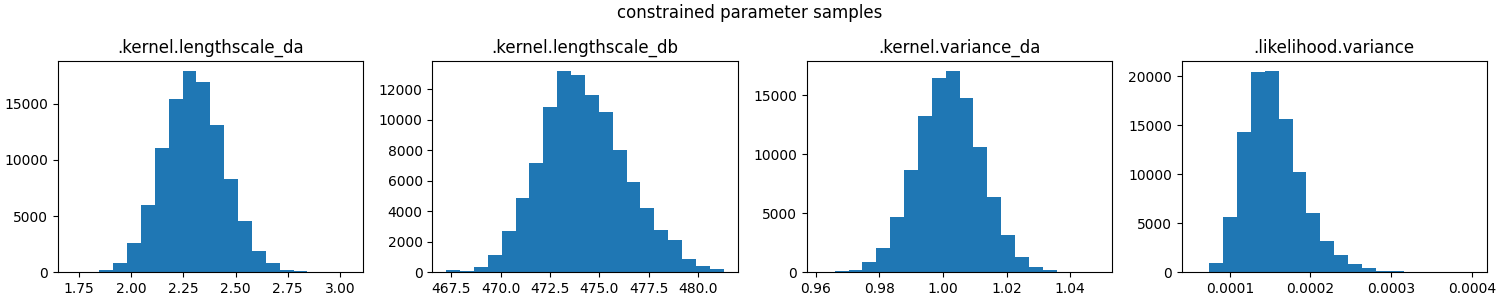 constrained parameter samples
.kernel.lengthscale_da
15000
10000
5000
0
1.75 2.00 2.25 2.50 2.75 3.00
.kernel.lengthscale_db
12000
10000
8000
6000
4000
2000
0
467.5 470.0 472.5 475.0 477.5 480.0
.kernel.variance_da
15000
10000
5000
0
0.96 0.98 1.00 1.02 1.04
.likelihood.variance
20000
15000
10000
5000
0
0.0001 0.0002 0.0003 0.0004